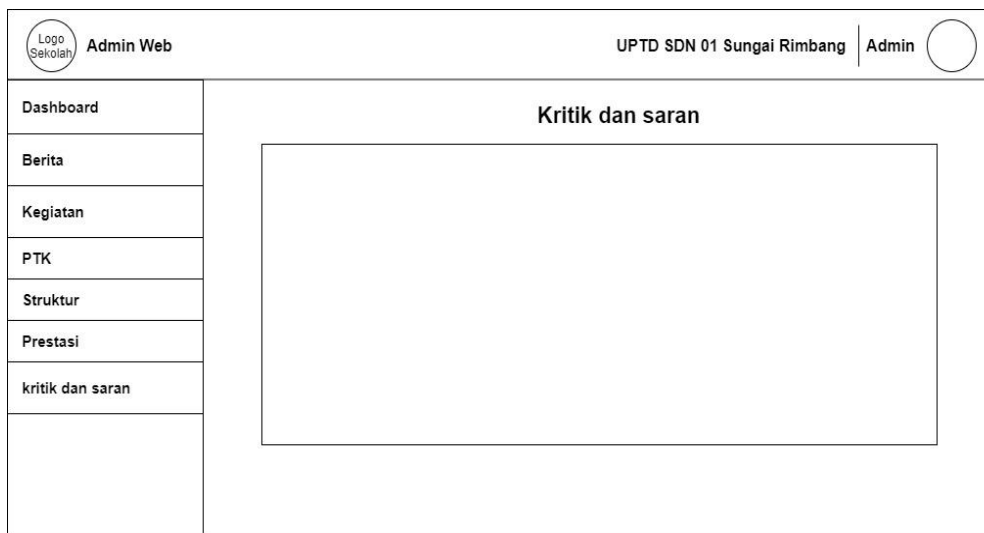 Logo
Sekolah
Admin Web
UPTD SDN 01 Sungai Rimbang
Admin
Dashboard
Kritik dan saran
Berita
Kegiatan
PTK
Struktur
Prestasi
kritik dan saran